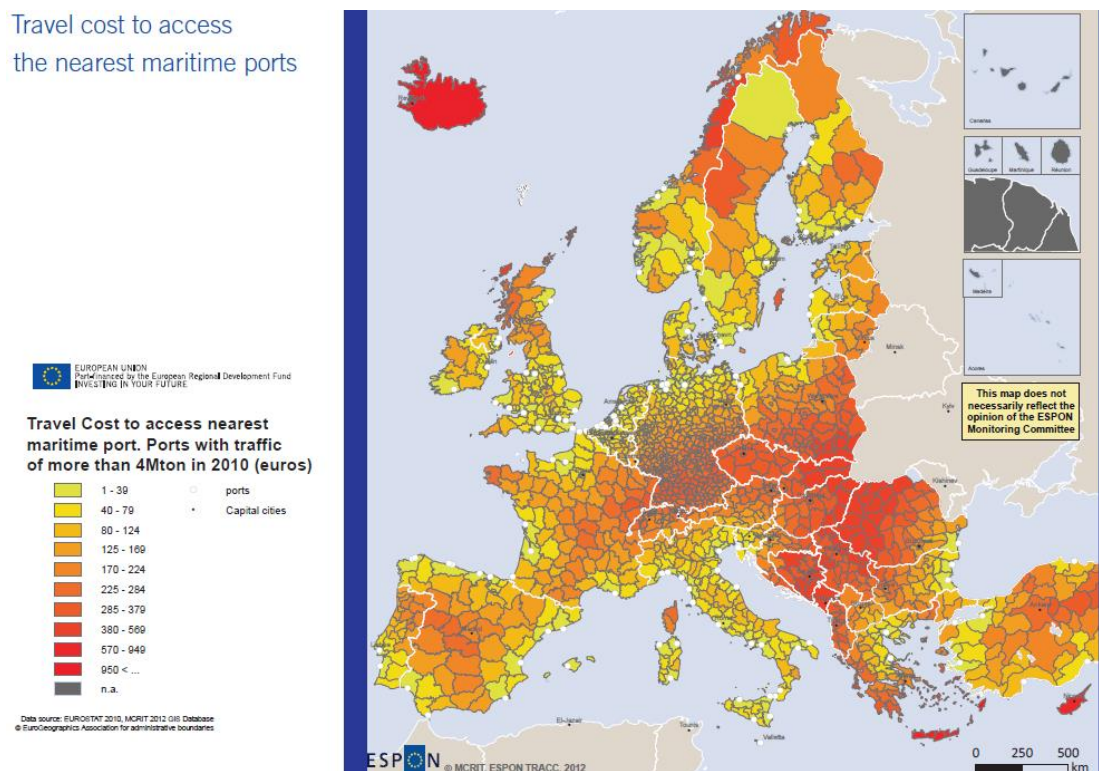 Travel cost to access
the nearest maritime ports
EUROPEAN UNION
Part-financed by the European Regional Development Fund
INVESTING IN YOUR FUTURE
Travel Cost to access nearest
maritime port. Ports with traffic
of more than 4Mton in 2010 (euros)
1 - 39
40 - 79
80 - 124
125 - 169
170 - 224
225 - 284
285 - 379
380 - 569
570 - 949
950 < ...
n.a.
ports
Capital cities
Data source: EUROSTAT 2010, MCRIT 2012 GIS Database
© EuroGeographics Association for administrative boundaries
Canarias
Guadeloupe
Martinique
Réunion
Madeira
Acores
This map does not
necessarily reflect the
opinion of the ESPON
Monitoring Committee
Minsk
Kyiv
Kishinev
El-Jazair
Tunis
Valletta
ESPON
© MCRIT, ESPON TRACC, 2012
0 250 500
km